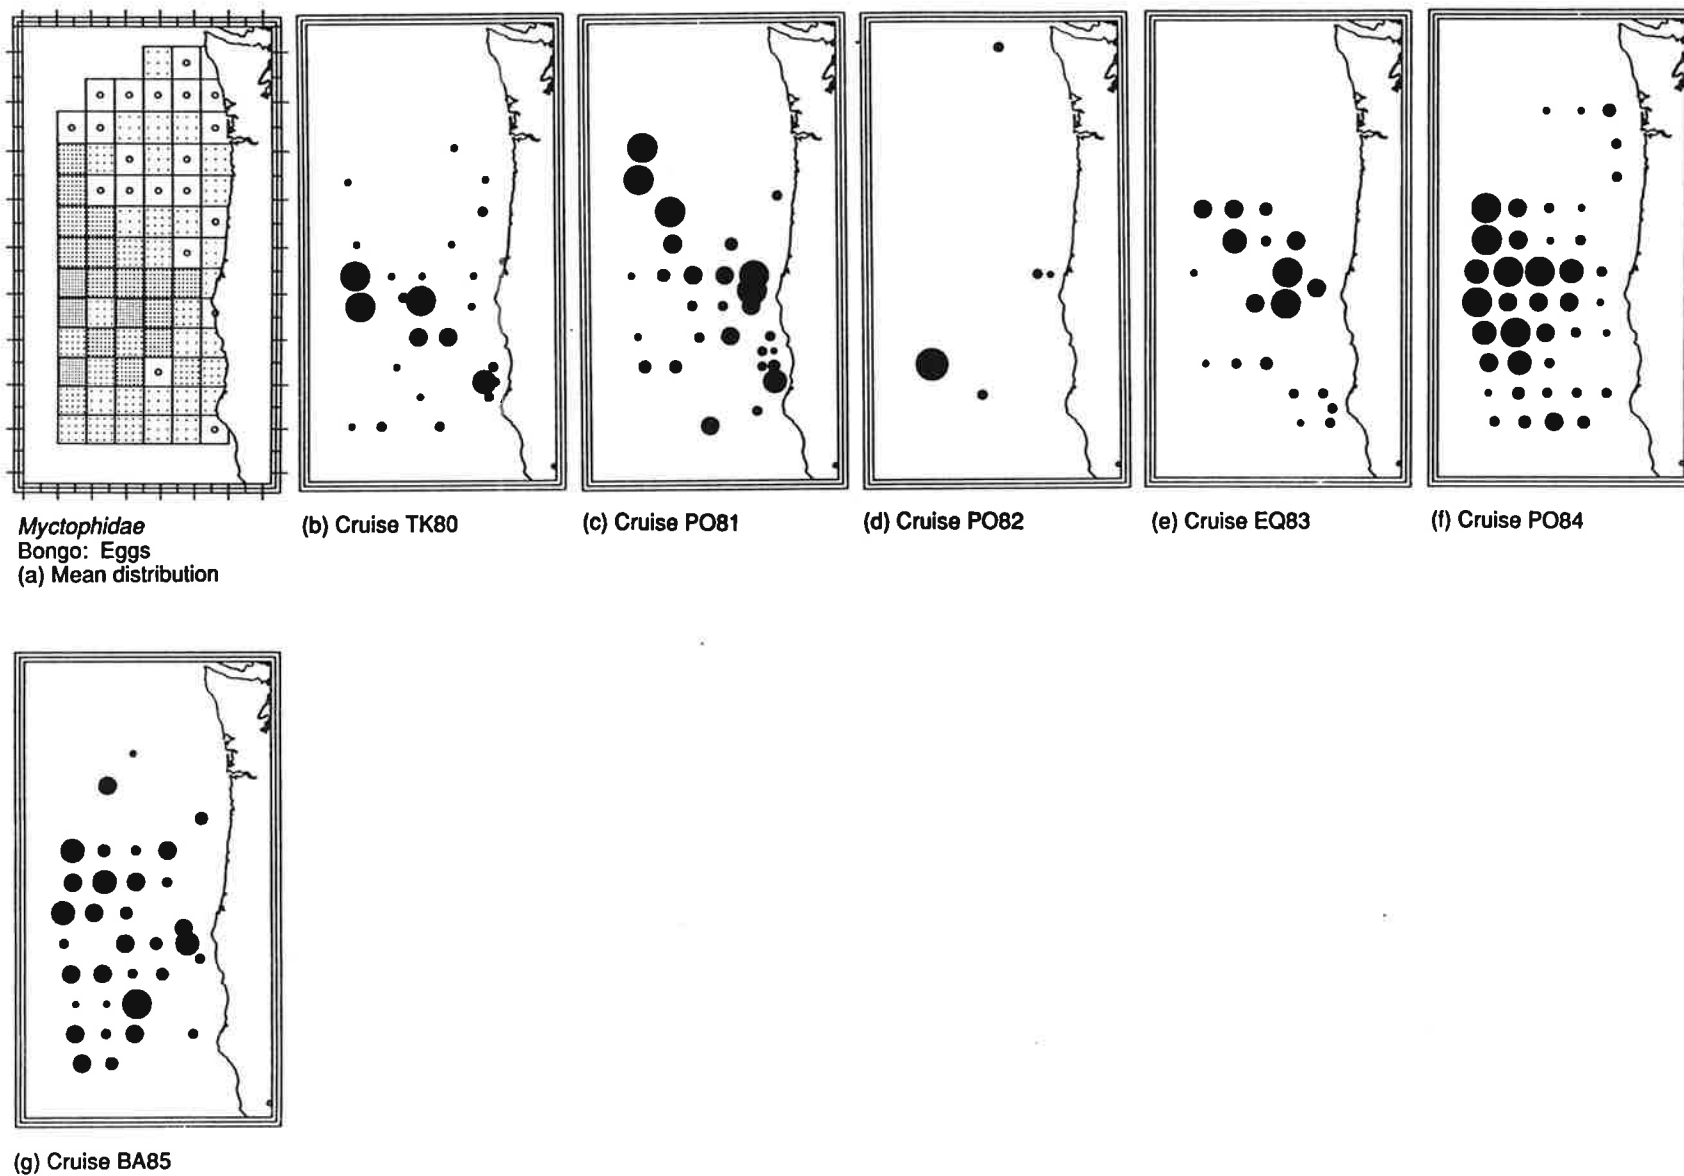 Myctophidae
Bongo: Eggs
(a) Mean distribution
(b) Cruise TK80
(c) Cruise PO81
(d) Cruise PO82
(e) Cruise EQ83
(f) Cruise PO84
(g) Cruise BA85